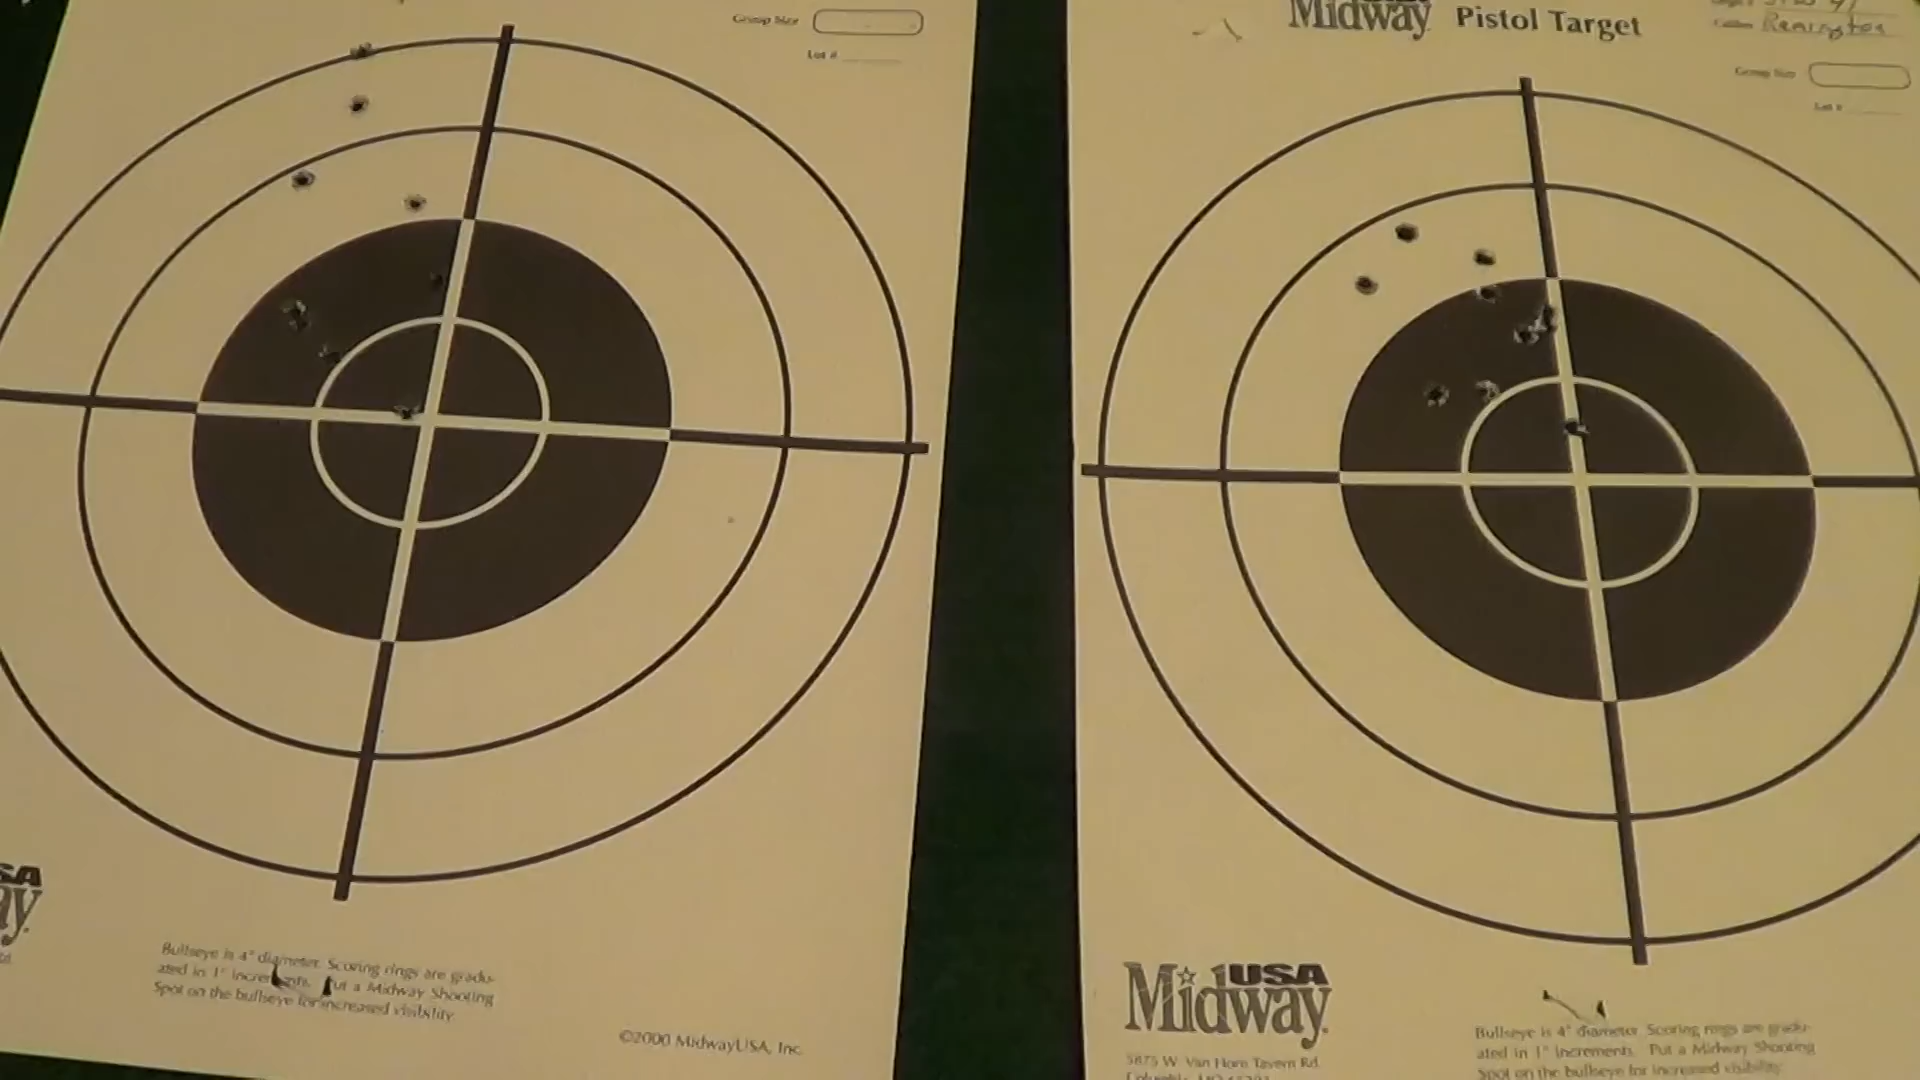 Group Size
Lot #
SA
ay.
Bullseye is 4" diameter. Scoring rings are gradu-
ated in 1" increments. Put a Midway Shooting
Spot on the bullseye for increased visibility.
©2000 MidwayUSA, Inc.
Midway Pistol Target
Remington
Group Size
Lot #
USA
Midway.
5875 W. Van Horn Tavern Rd.
Bullseye is 4" diameter. Scoring rings are gradu-
ated in 1" increments. Put a Midway Shooting
Spot on the bullseye for increased visibility.